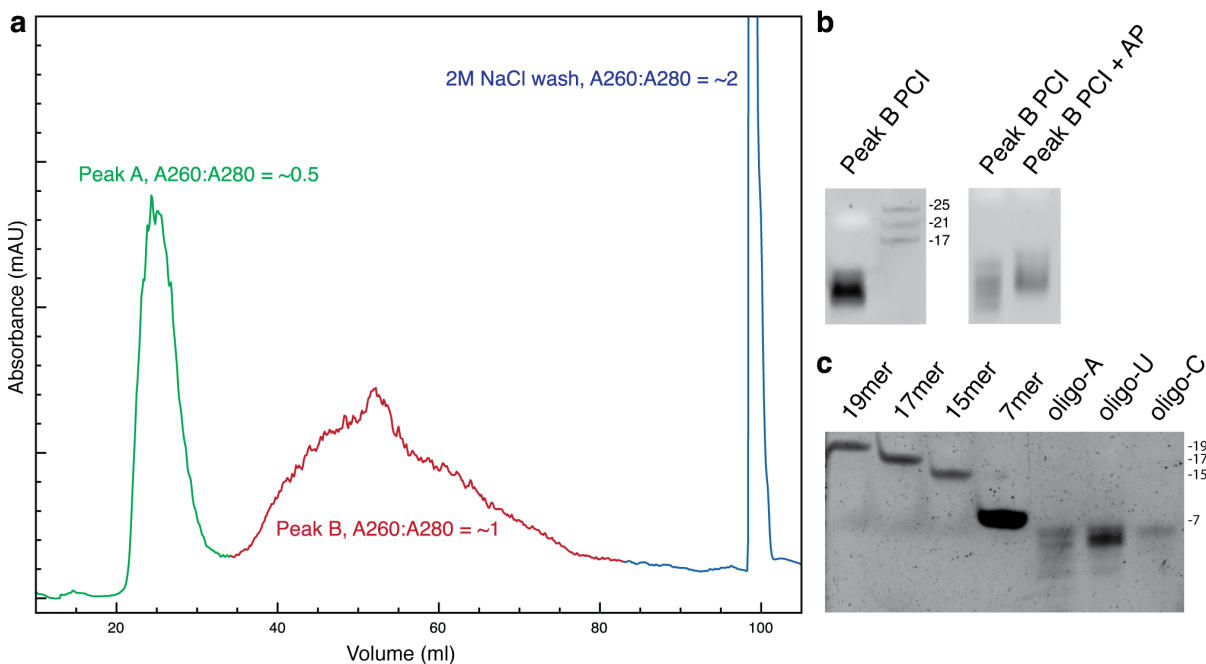 a
2M NaCl wash, A260:A280 = ~2
Peak A, A260:A280 = ~0.5
Peak B, A260:A280 = ~1
Absorbance (mAU)
20 40 60 80 100
Volume (ml)
b
Peak B PCI
Peak B PCI
Peak B PCI + AP
-25
-21
-17
c
19mer 17mer 15mer 7mer oligo-A oligo-U oligo-C
-19
-17
-15
-7